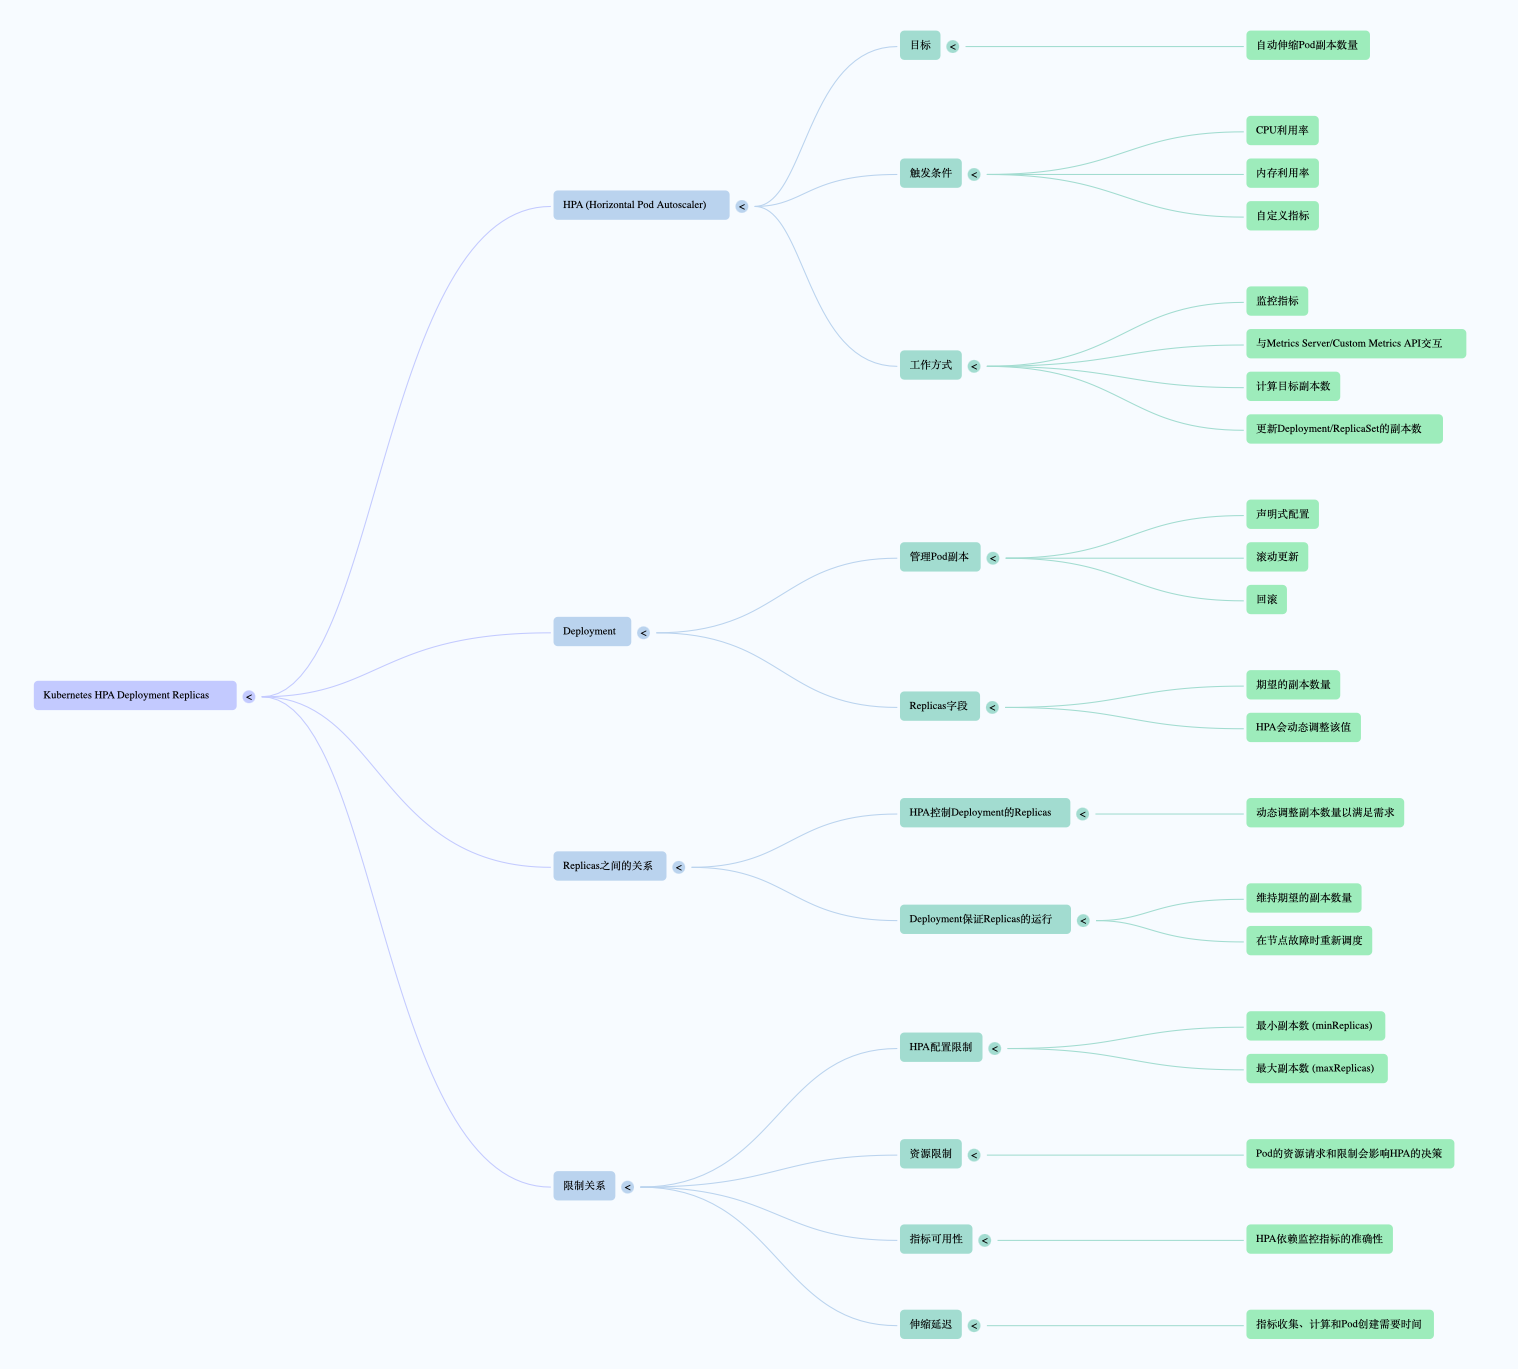 Kubernetes HPA Deployment Replicas
<
HPA (Horizontal Pod Autoscaler)
<
目标
<
自动伸缩Pod副本数量
触发条件
<
CPU利用率
内存利用率
自定义指标
工作方式
<
监控指标
与Metrics Server/Custom Metrics API交互
计算目标副本数
更新Deployment/ReplicaSet的副本数
Deployment
<
管理Pod副本
<
声明式配置
滚动更新
回滚
Replicas字段
<
期望的副本数量
HPA会动态调整该值
Replicas之间的关系
<
HPA控制Deployment的Replicas
<
动态调整副本数量以满足需求
Deployment保证Replicas的运行
<
维持期望的副本数量
在节点故障时重新调度
限制关系
<
HPA配置限制
<
最小副本数 (minReplicas)
最大副本数 (maxReplicas)
资源限制
<
Pod的资源请求和限制会影响HPA的决策
指标可用性
<
HPA依赖监控指标的准确性
伸缩延迟
<
指标收集、计算和Pod创建需要时间